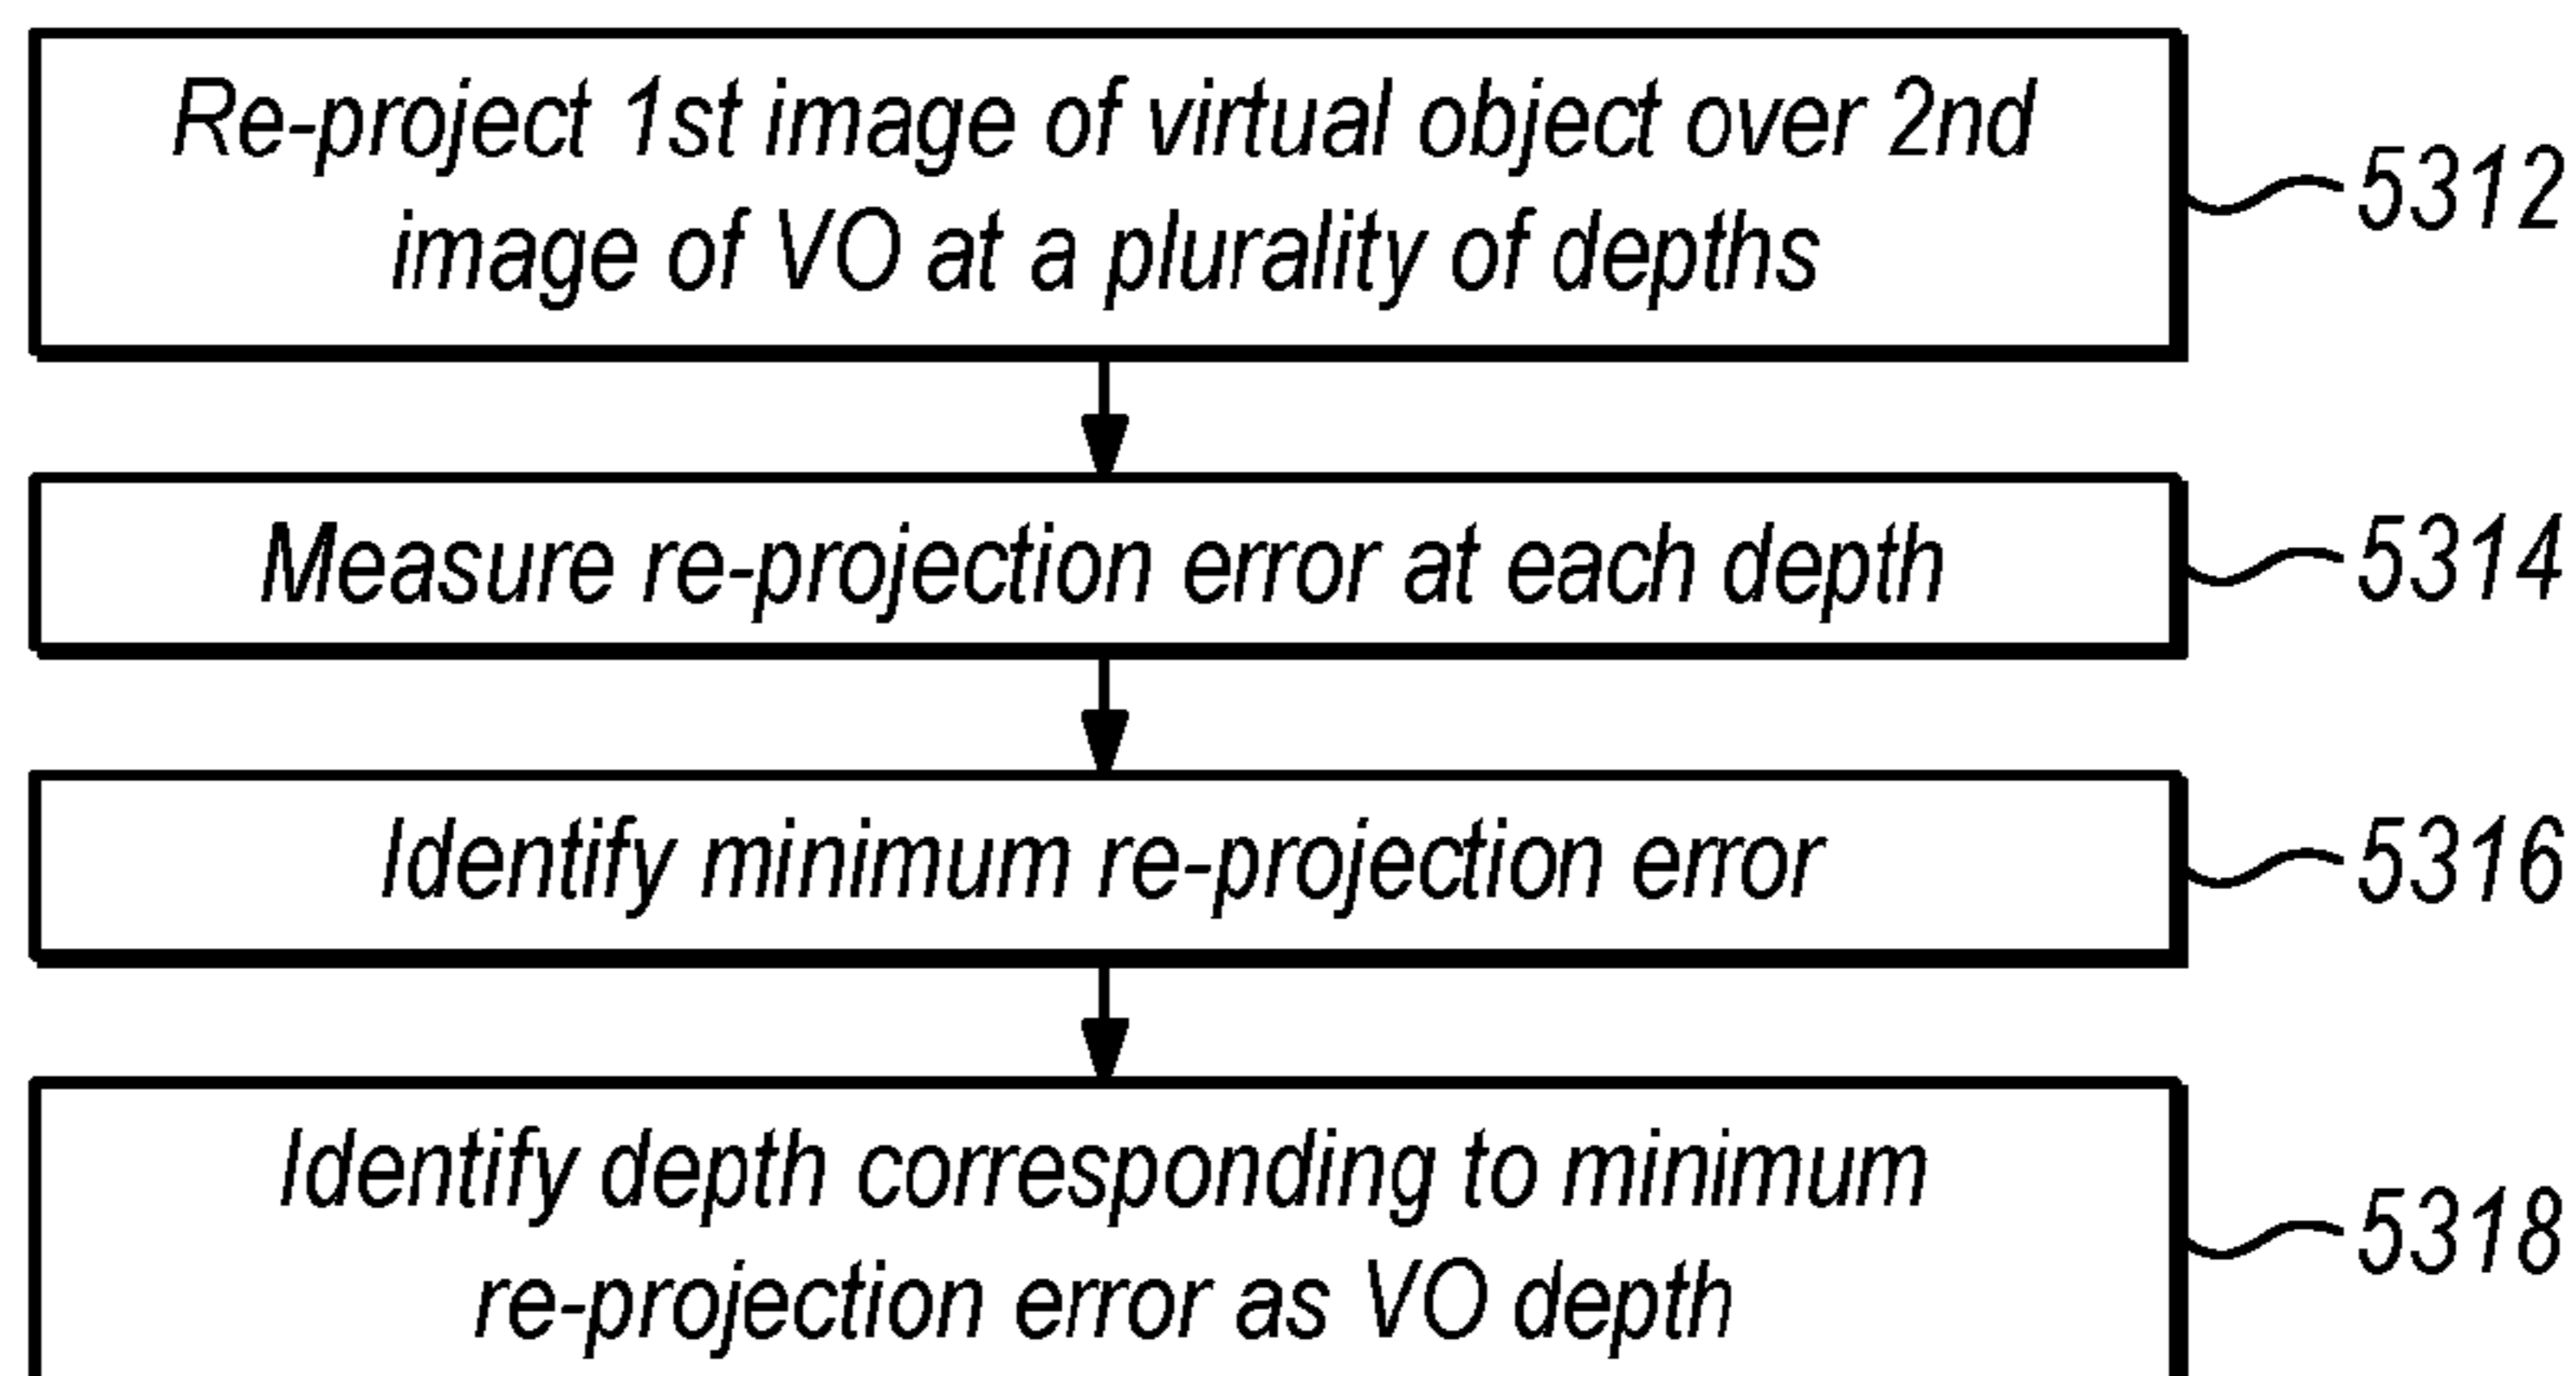 Re-project 1st image of virtual object over 2nd
image of VO at a plurality of depths
5312
Measure re-projection error at each depth
5314
Identify minimum re-projection error
5316
Identify depth corresponding to minimum
re-projection error as VO depth
5318